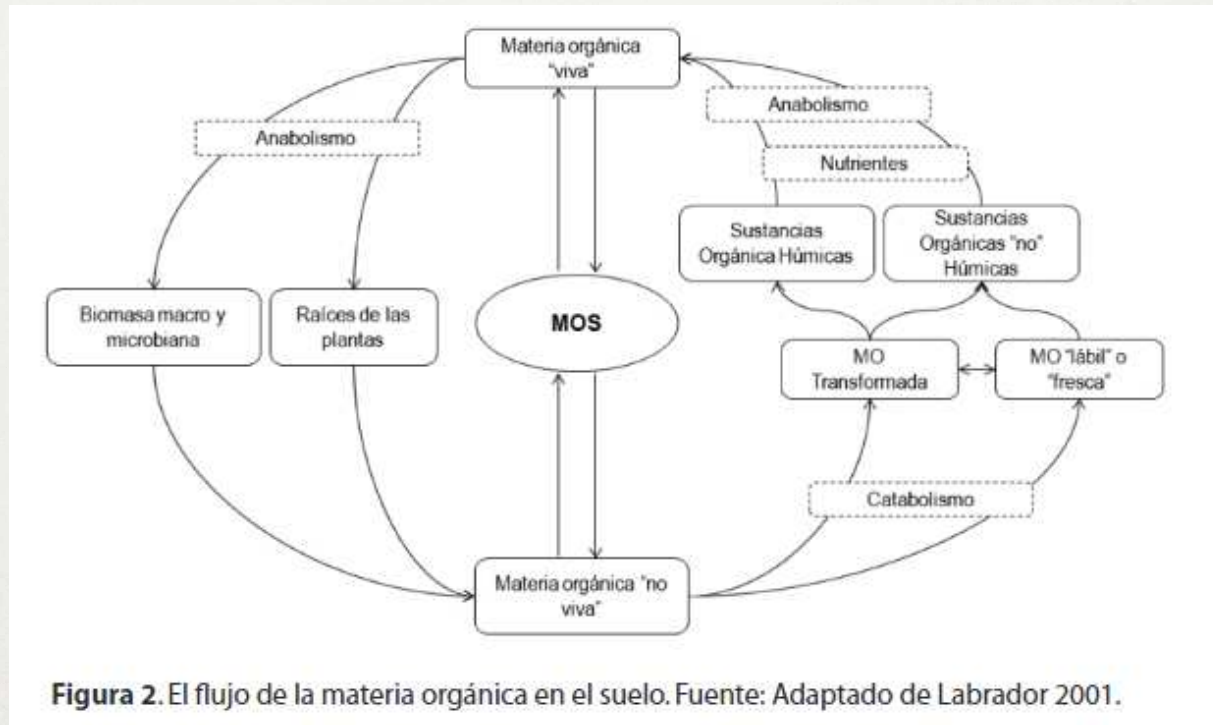 Materia orgánica
"viva"
Anabolismo
Anabolismo
Nutrientes
Sustancias
Orgánica Húmicas
Sustancias
Orgánicas "no"
Húmicas
Biomasa macro y
microbiana
Raíces de las
plantas
MOS
MO
Transformada
MO "lábil" o
"fresca"
Catabolismo
Materia orgánica "no
viva"
Figura 2. El flujo de la materia orgánica en el suelo. Fuente: Adaptado de Labrador 2001.